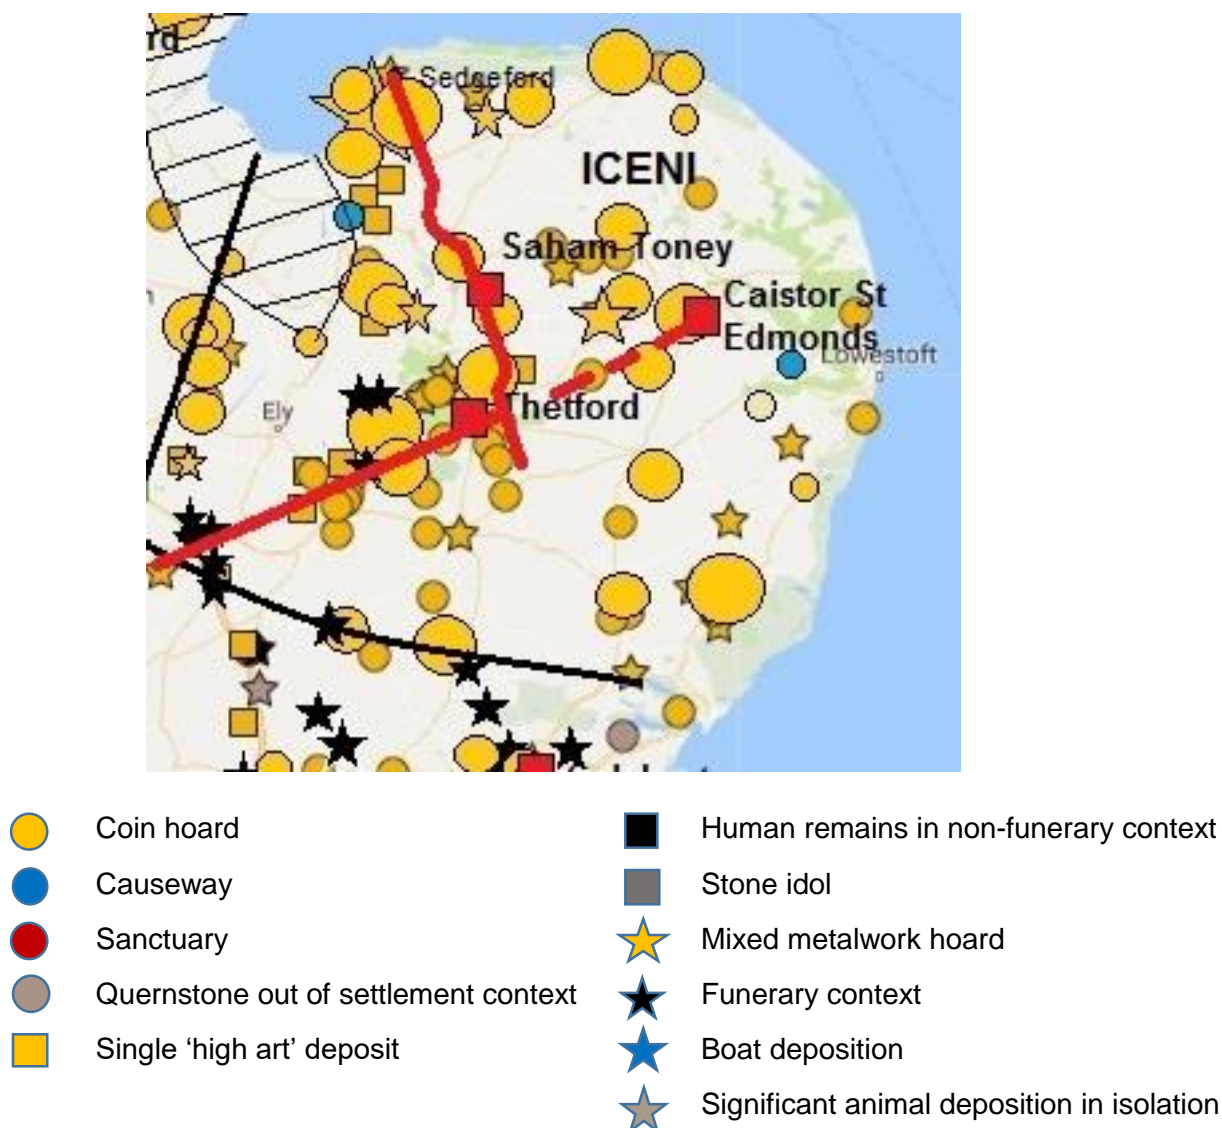 rd
Sedgeford
ICENI
Saham Toney
Caistor St
Edmonds
Lowestoft
Thetford
Ely
Coin hoard
Causeway
Sanctuary
Quernstone out of settlement context
Single ‘high art’ deposit
Human remains in non-funerary context
Stone idol
Mixed metalwork hoard
Funerary context
Boat deposition
Significant animal deposition in isolation